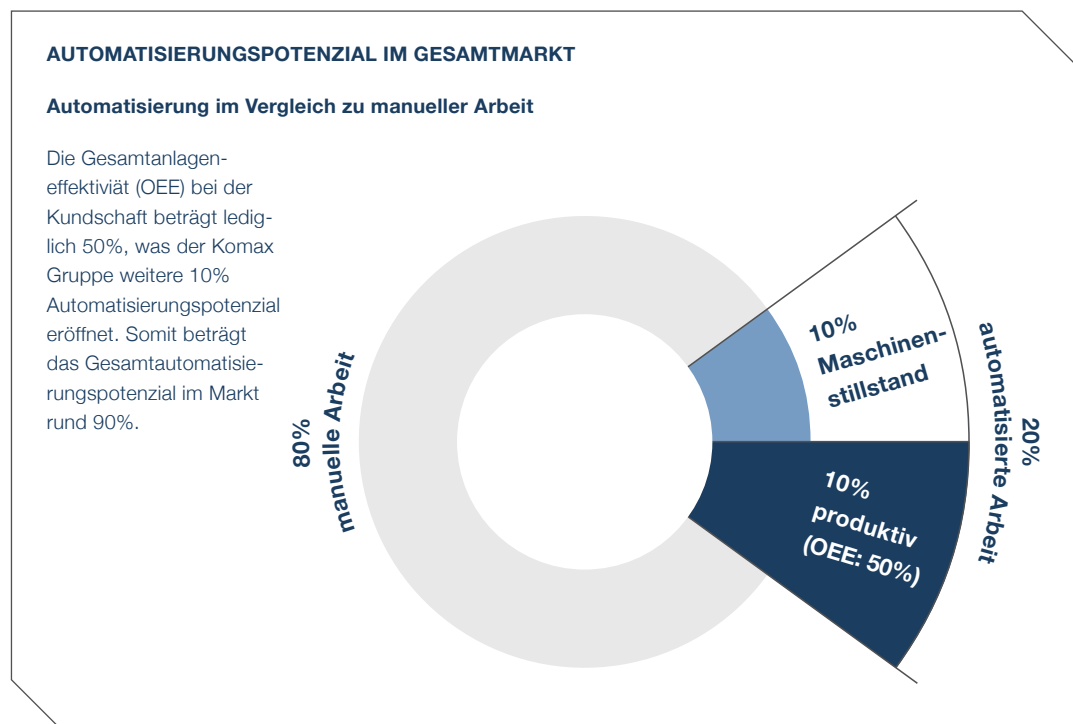 AUTOMATISIERUNGSPOTENZIAL IM GESAMTMARKT
Automatisierung im Vergleich zu manueller Arbeit
Die Gesamtanlagen-
effektiviät (OEE) bei der
Kundschaft beträgt ledig-
lich 50%, was der Komax
Gruppe weitere 10%
Automatisierungspotenzial
eröffnet. Somit beträgt
das Gesamtautomatisie-
rungspotenzial im Markt
rund 90%.
80%
manuelle Arbeit
10%
Maschinen-
stillstand
10%
produktiv
(OEE: 50%)
20%
automatisierte Arbeit